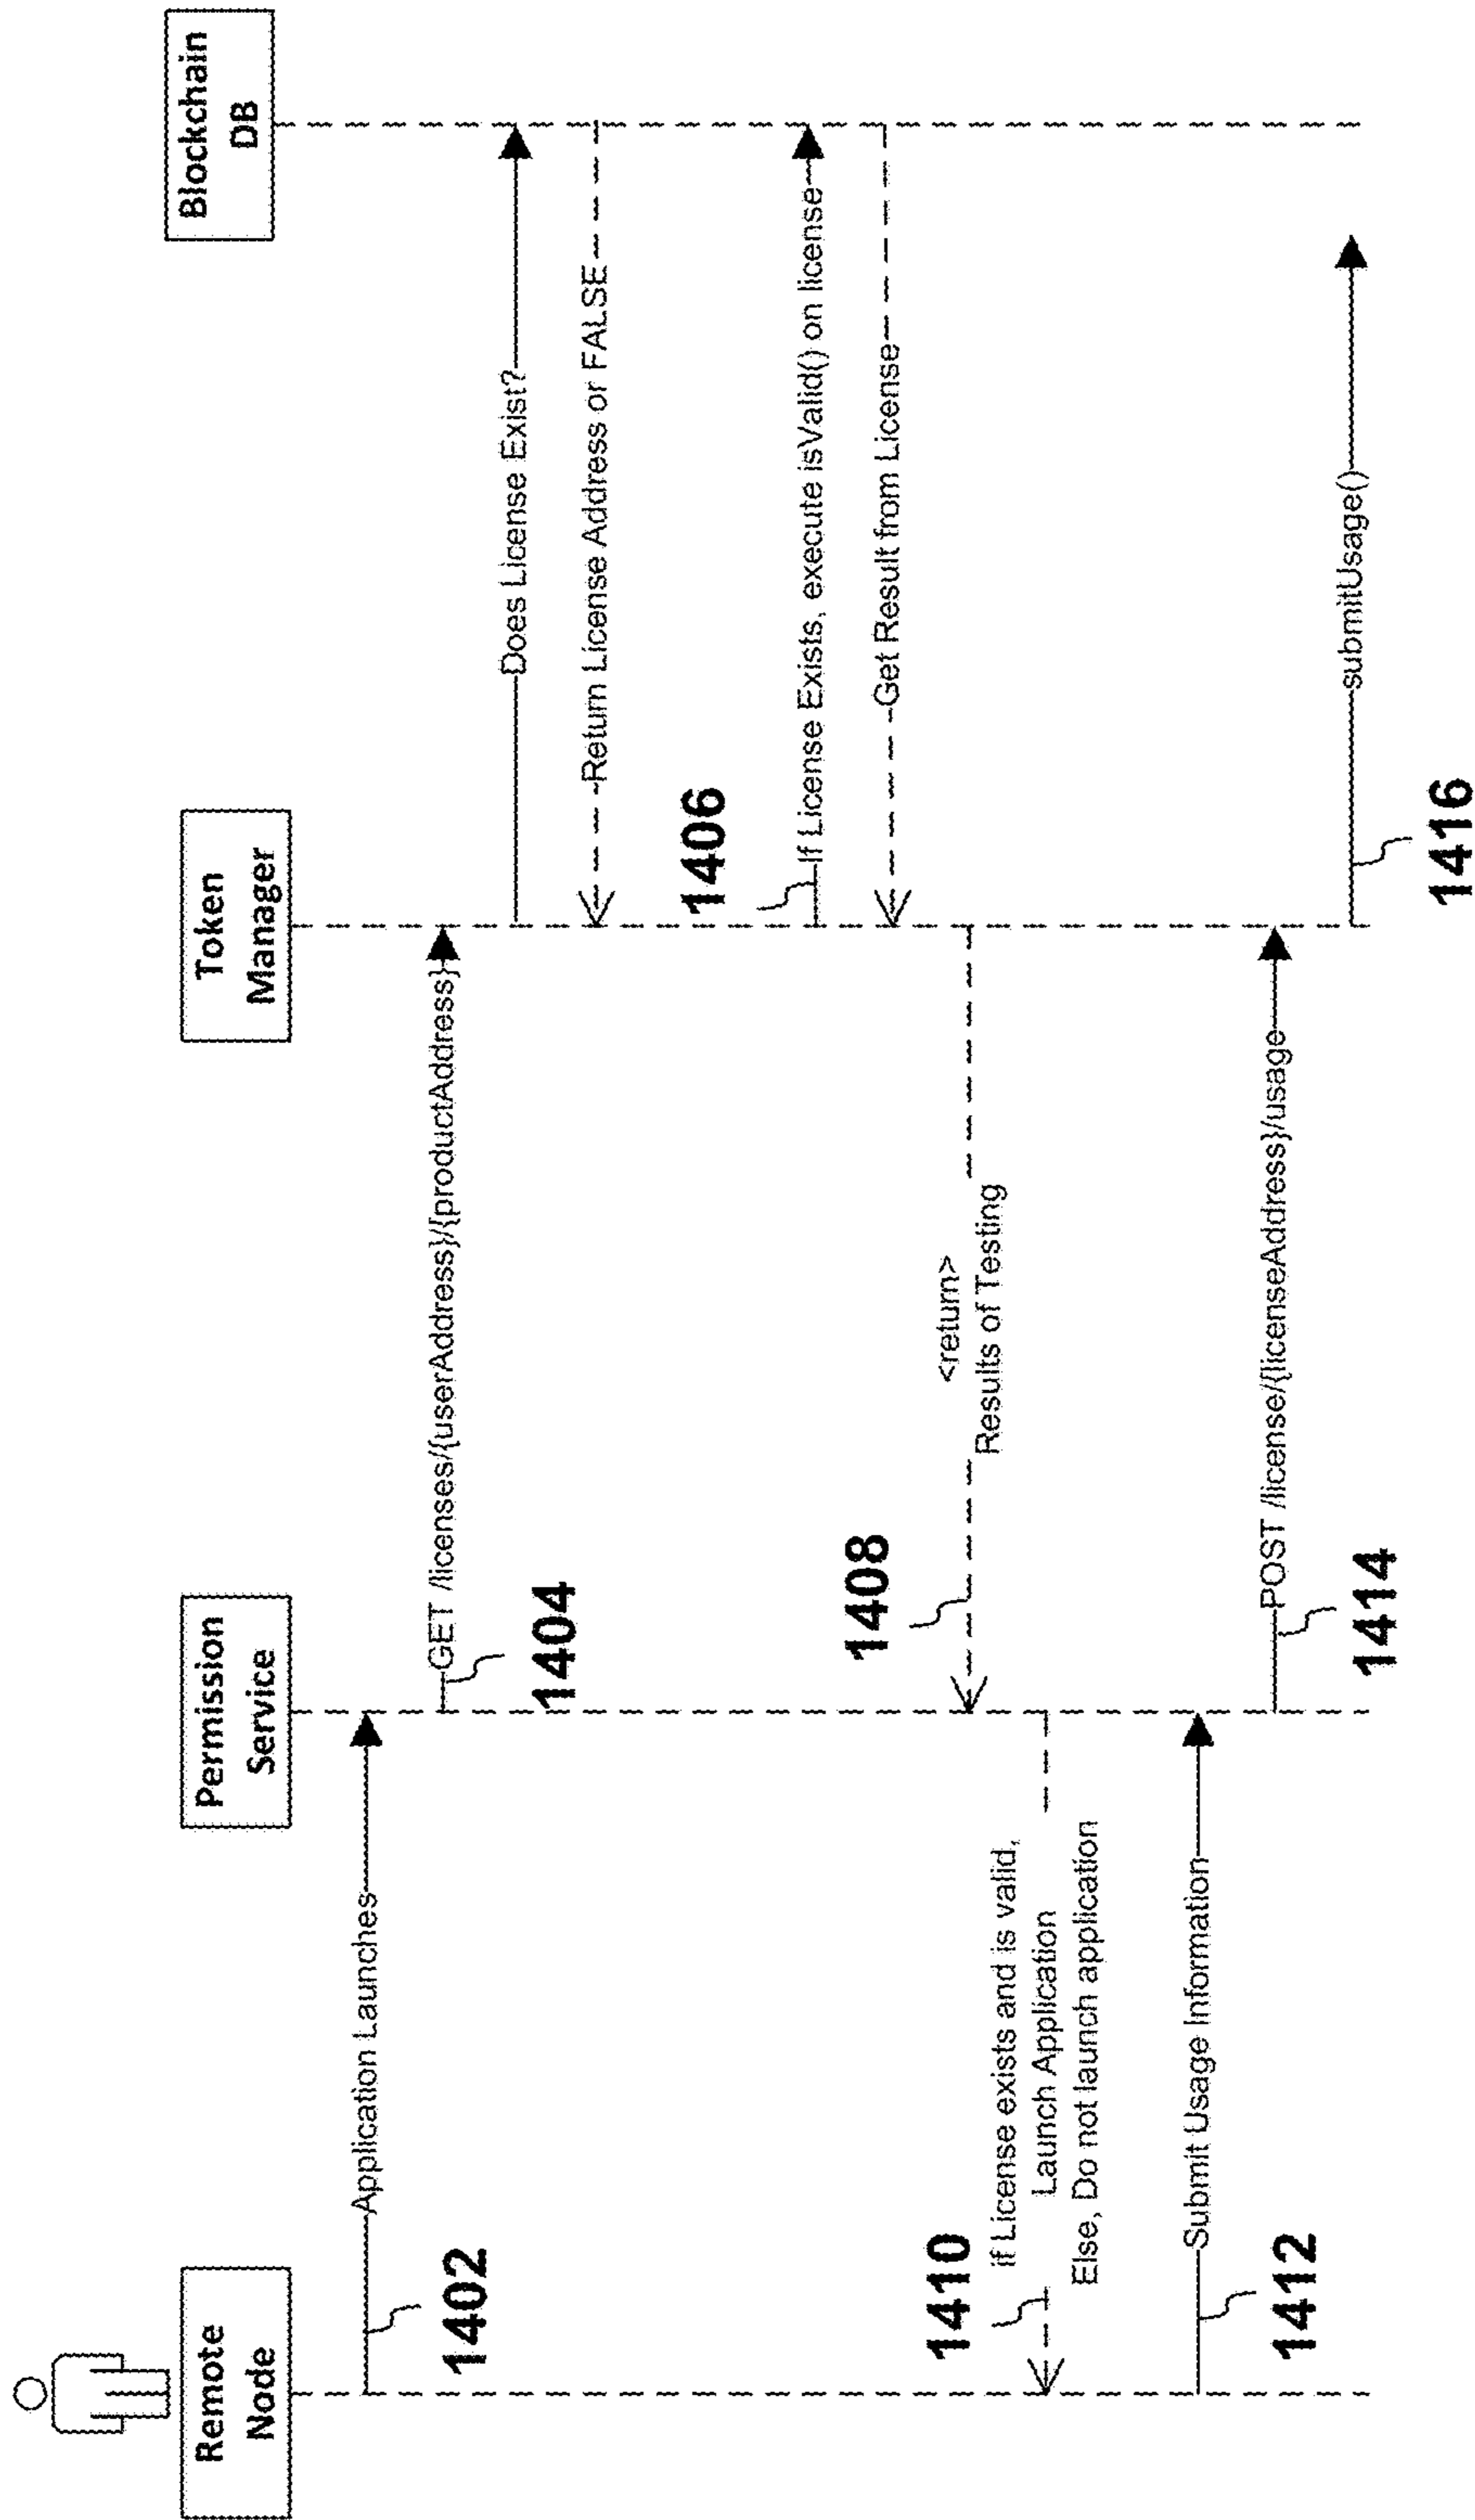 Remote
Node
Permission
Service
Token
Manager
Blockchain
DB
Application Launches
1402
GET /licenses/{userAddress}/{productAddress}
1404
Does License Exist?
Return License Address or FALSE
1406
If License Exists, execute isValid() on license
Get Result from License
1408
<return>
Results of Testing
1410
if License exists and is valid,
Launch Application
Else, Do not launch application
Submit Usage Information
1412
POST /license/{licenseAddress}/usage
1414
submitUsage()
1416